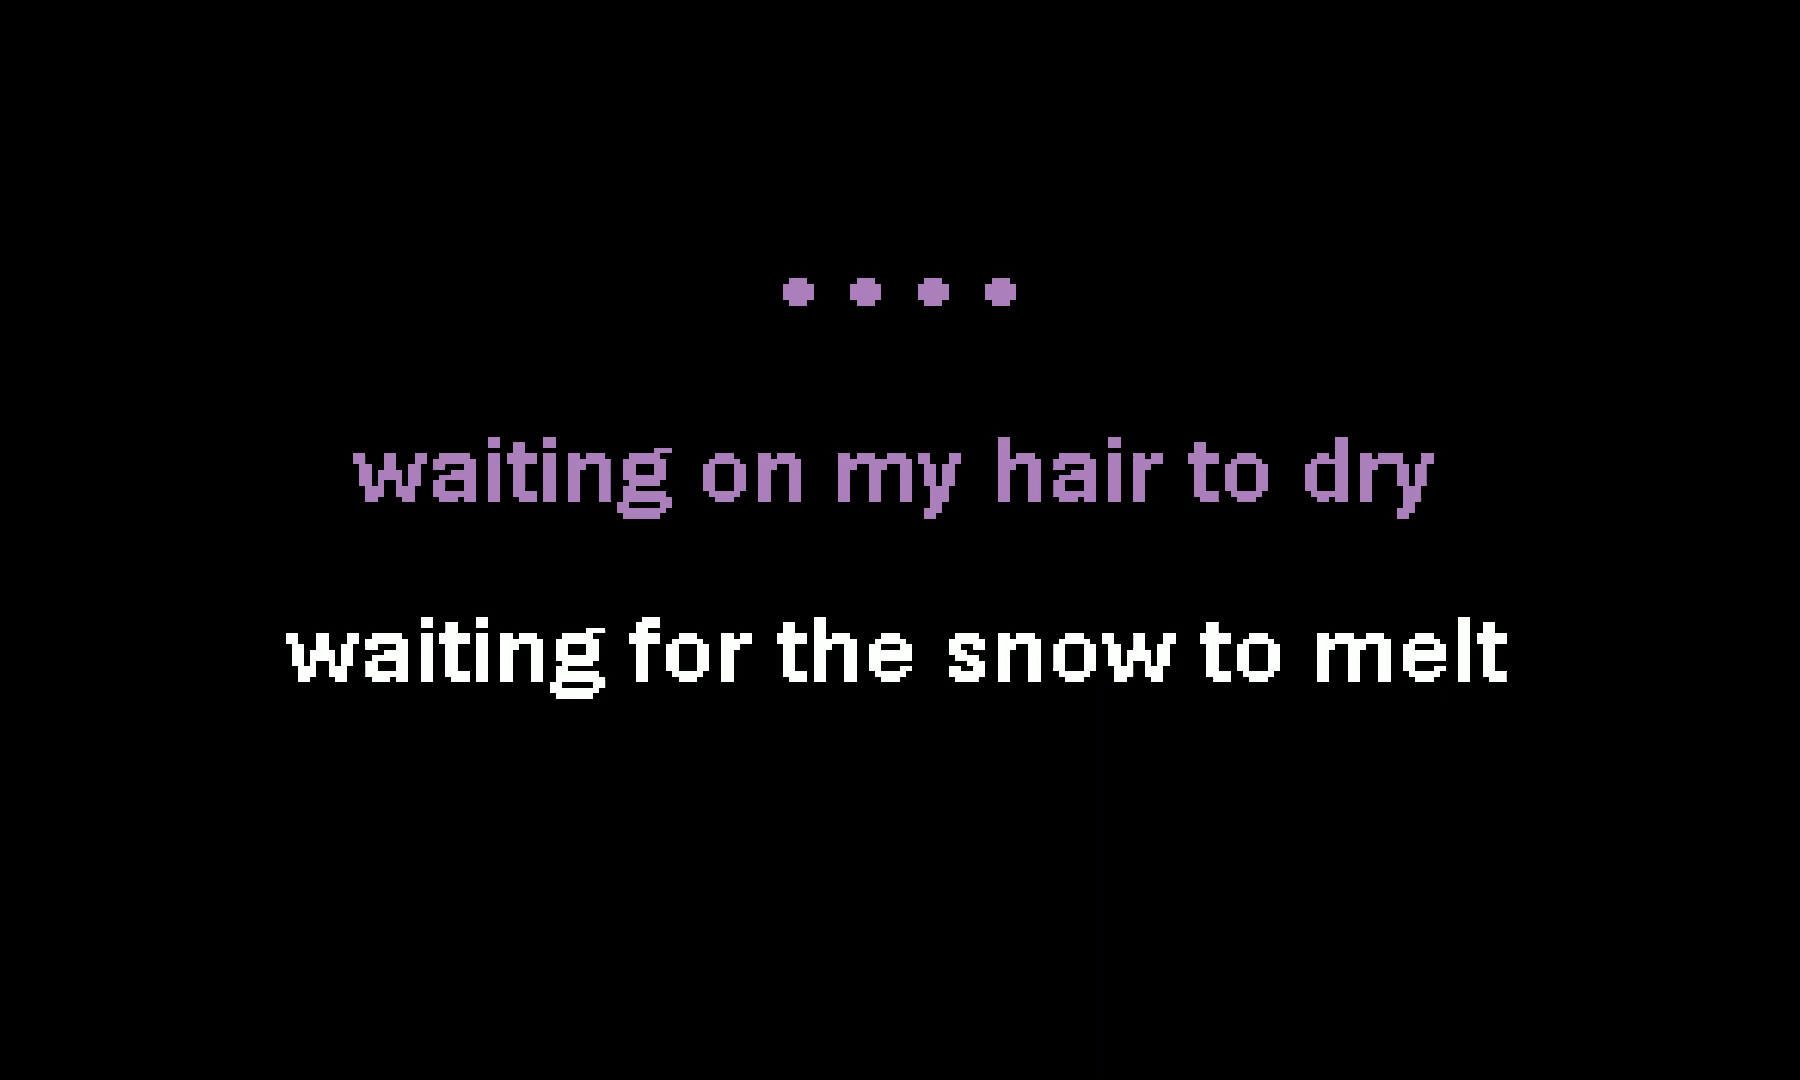 • • • •
waiting on my hair to dry
waiting for the snow to melt